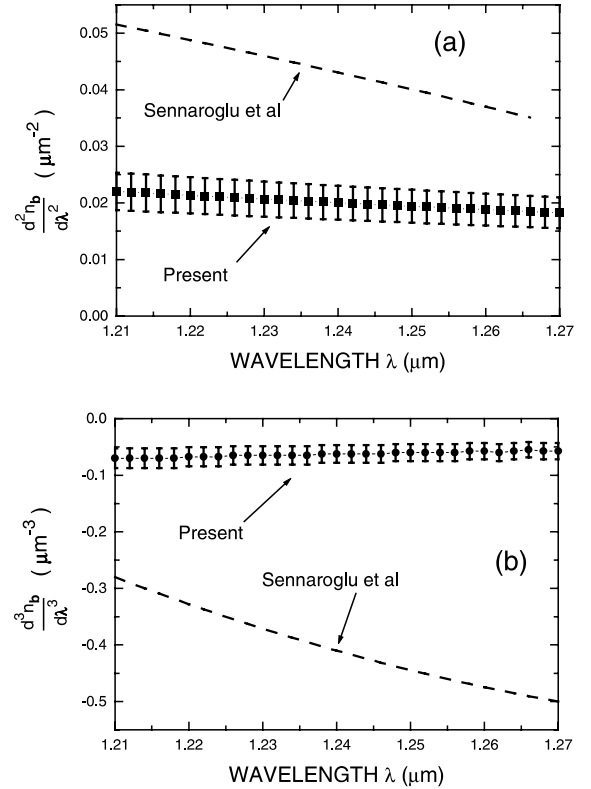 (a)
0.05
0.04
0.03
0.02
0.01
0.00
d²n_b
dλ²
( μm⁻²)
Sennaroglu et al
Present
1.21 1.22 1.23 1.24 1.25 1.26 1.27
WAVELENGTH λ (μm)
0.0
-0.1
-0.2
-0.3
-0.4
-0.5
d³n_b
dλ³
( μm⁻³)
Present
Sennaroglu et al
(b)
1.21 1.22 1.23 1.24 1.25 1.26 1.27
WAVELENGTH λ (μm)